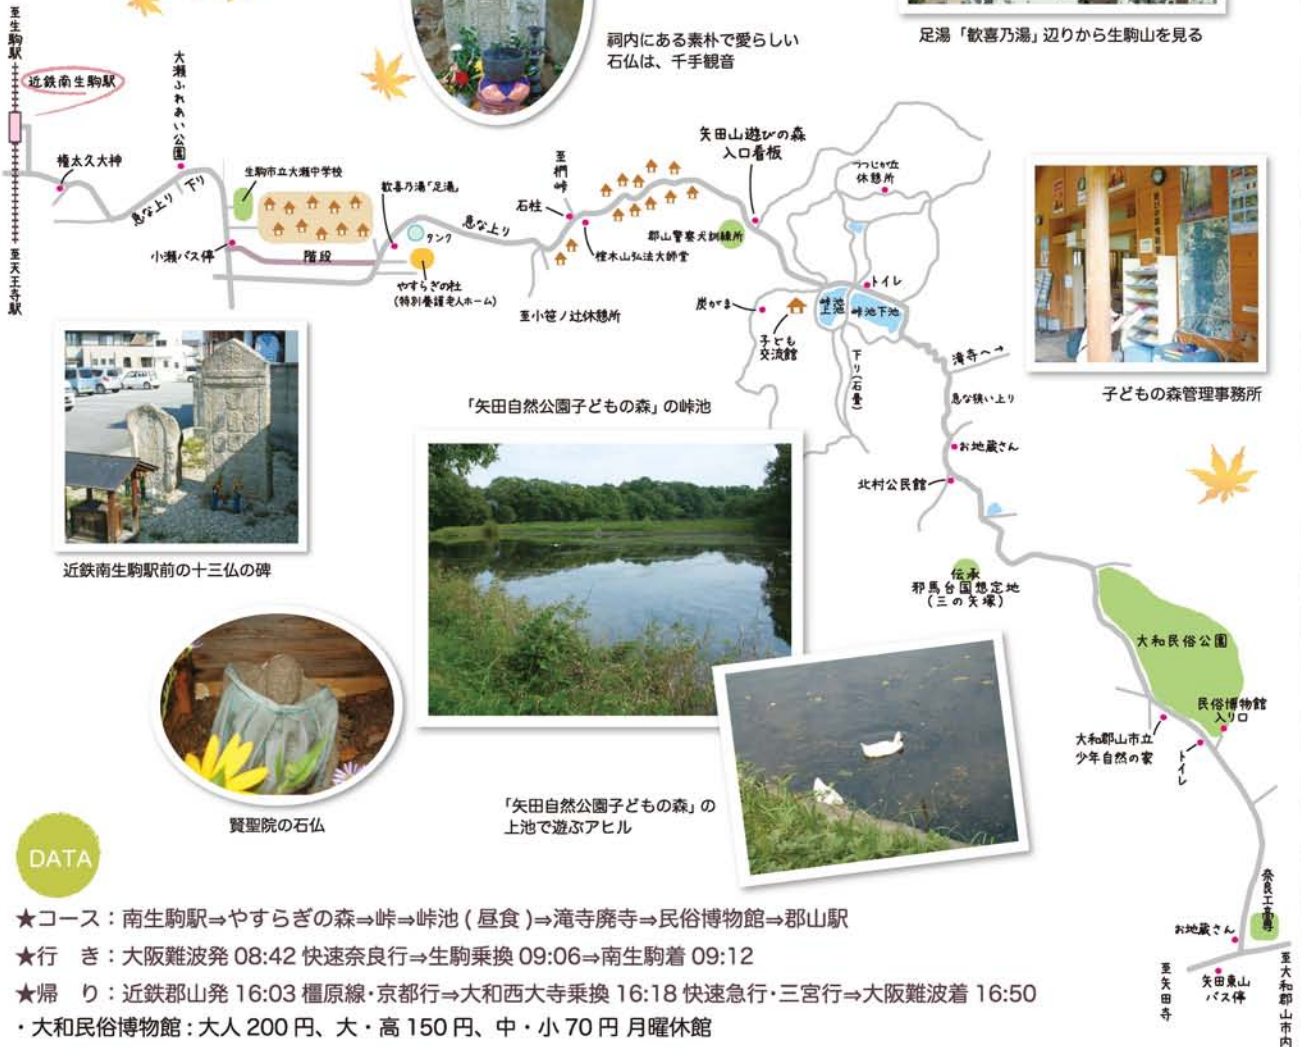 祠内にある素朴で愛らしい
石仏は、千手観音
足湯「歓喜乃湯」辺りから生駒山を見る
至生駒駅
近鉄南生駒駅
至天王寺駅
権太久大神
大瀬ふれあい公園
急な上り
下り
生駒市立大瀬中学校
小瀬バス停
階段
歓喜乃湯「足湯」
タンク
やすらぎの杜
(特別養護老人ホーム)
急な上り
至椚峠
石柱
榁木山弘法大師堂
至小笹ノ辻休憩所
矢田山遊びの森
入口看板
郡山警察犬訓練所
つつじが丘
休憩所
トイレ
炭がま
子ども
交流館
峠池
上池
峠池下池
下り(石畳)
滝寺へ→
急な狭い上り
お地蔵さん
北村公民館
子どもの森管理事務所
「矢田自然公園子どもの森」の峠池
近鉄南生駒駅前の十三仏の碑
伝承
邪馬台国想定地
(三の矢塚)
大和民俗公園
民俗博物館
入り口
大和郡山市立
少年自然の家
トイレ
賢聖院の石仏
「矢田自然公園子どもの森」の
上池で遊ぶアヒル
奈良工高専
お地蔵さん
至矢田寺
矢田東山
バス停
至大和郡山市内
DATA
★コース：南生駒駅⇒やすらぎの森⇒峠⇒峠池 ( 昼食 )⇒滝寺廃寺⇒民俗博物館⇒郡山駅
★行　き：大阪難波発 08:42 快速奈良行⇒生駒乗換 09:06⇒南生駒着 09:12
★帰　り：近鉄郡山発 16:03 橿原線・京都行⇒大和西大寺乗換 16:18 快速急行・三宮行⇒大阪難波着 16:50
・大和民俗博物館 : 大人 200 円、大・高 150 円、中・小 70 円 月曜休館